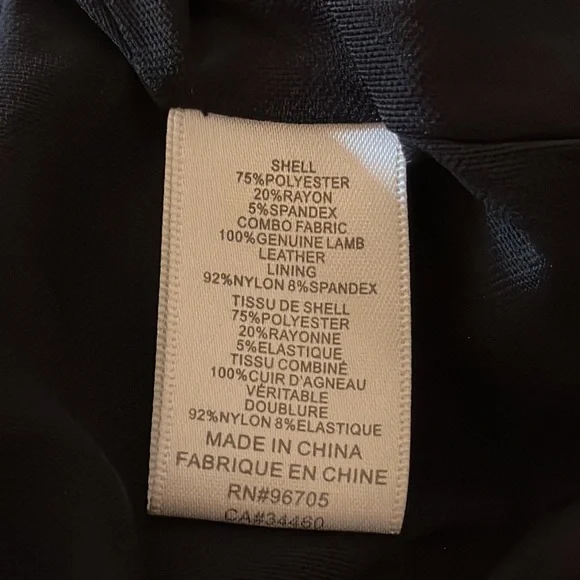 SHELL
75%POLYESTER
20%RAYON
5%SPANDEX
COMBO FABRIC
100%GENUINE LAMB
LEATHER
LINING
92%NYLON 8%SPANDEX
TISSU DE SHELL
75%POLYESTER
20%RAYONNE
5%ELASTIQUE
TISSU COMBINÉ
100%CUIR D'AGNEAU
VÉRITABLE
DOUBLURE
92%NYLON 8%ELASTIQUE
MADE IN CHINA
FABRIQUE EN CHINE
RN#96705
CA#34460